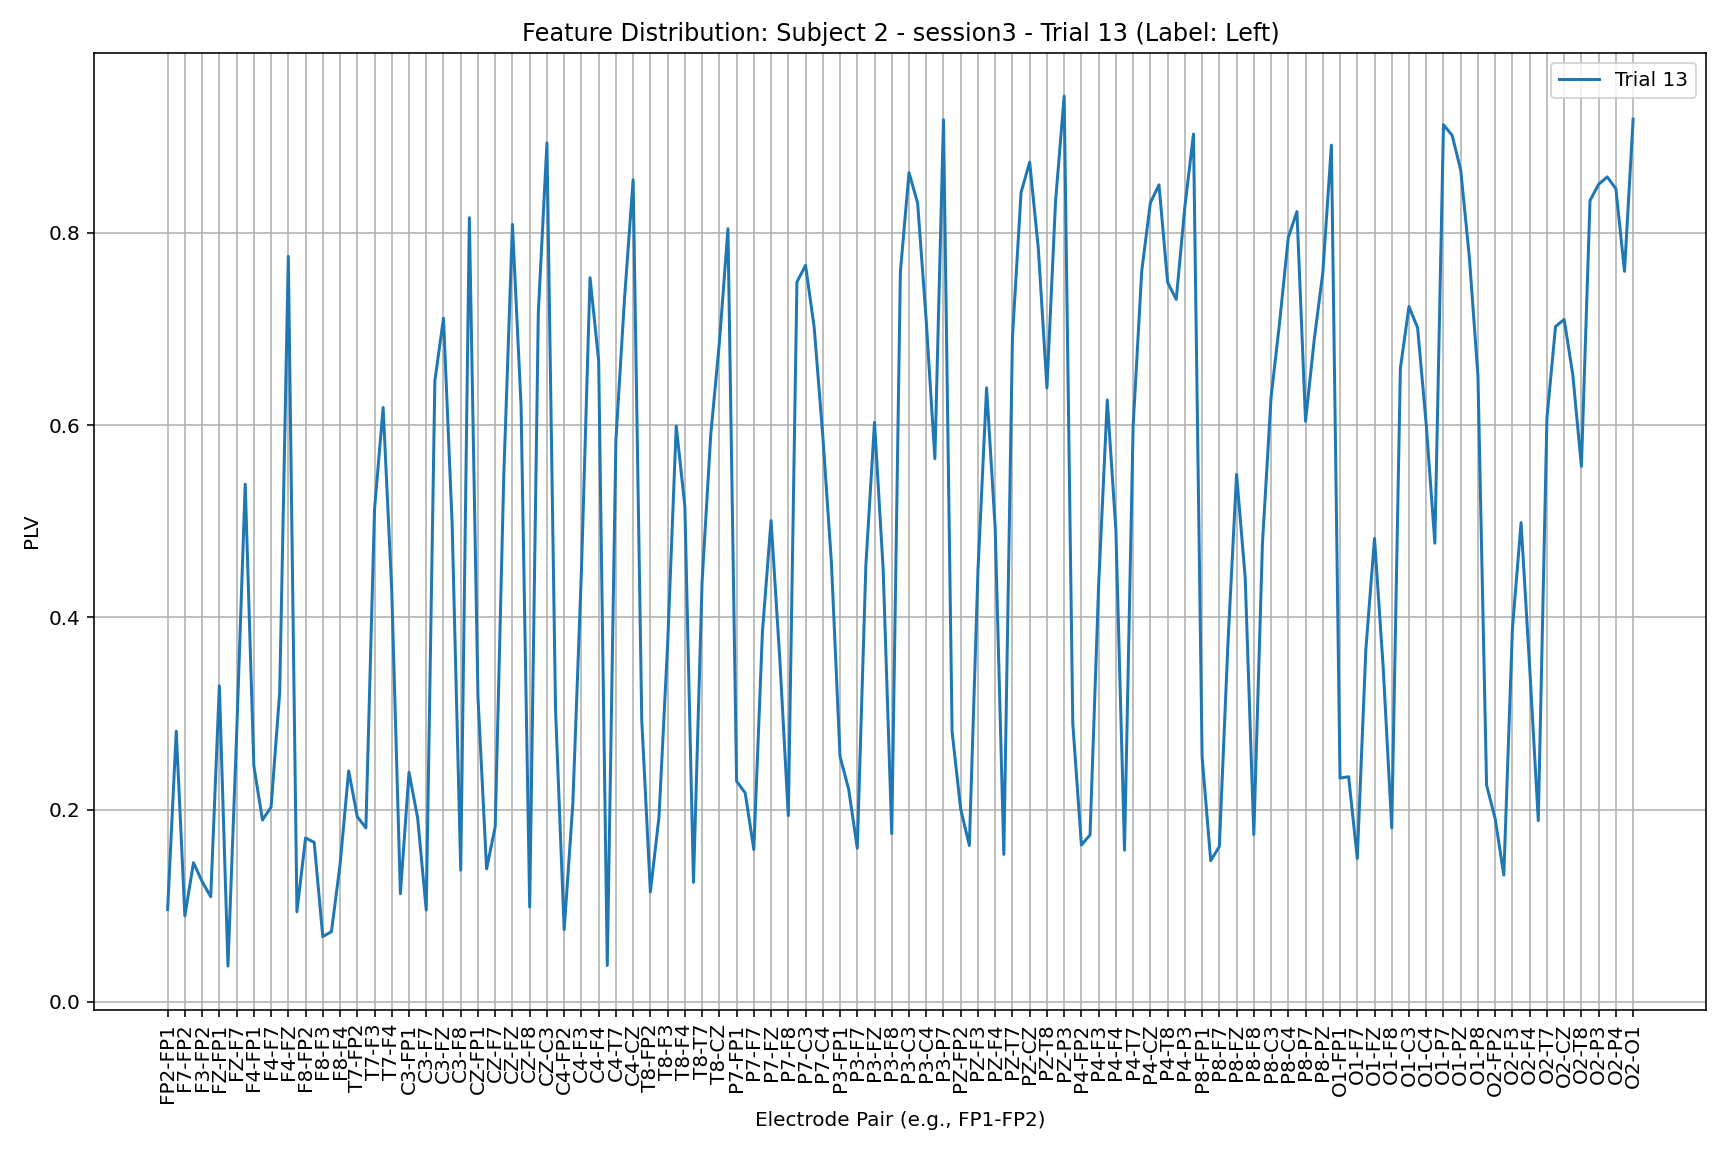 Feature Distribution: Subject 2 - session3 - Trial 13 (Label: Left)
Trial 13
PLV
0.8
0.6
0.4
0.2
0.0
FP2-FP1
F7-FP2
F3-FP2
FZ-FP1
FZ-F7
F4-FP1
F4-F7
F4-FZ
F8-FP2
F8-F3
F8-F4
T7-FP2
T7-F3
T7-F4
C3-FP1
C3-F7
C3-FZ
C3-F8
CZ-FP1
CZ-F7
CZ-FZ
CZ-F8
CZ-C3
C4-FP2
C4-F3
C4-F4
C4-T7
C4-CZ
T8-FP2
T8-F3
T8-F4
T8-T7
T8-CZ
P7-FP1
P7-F7
P7-FZ
P7-F8
P7-C3
P7-C4
P3-FP1
P3-F7
P3-FZ
P3-F8
P3-C3
P3-C4
P3-P7
PZ-FP2
PZ-F3
PZ-F4
PZ-T7
PZ-CZ
PZ-T8
PZ-P3
P4-FP2
P4-F3
P4-F4
P4-T7
P4-CZ
P4-T8
P4-P3
P8-FP1
P8-F7
P8-FZ
P8-F8
P8-C3
P8-C4
P8-P7
P8-PZ
O1-FP1
O1-F7
O1-FZ
O1-F8
O1-C3
O1-C4
O1-P7
O1-PZ
O1-P8
O2-FP2
O2-F3
O2-F4
O2-T7
O2-CZ
O2-T8
O2-P3
O2-P4
O2-O1
Electrode Pair (e.g., FP1-FP2)